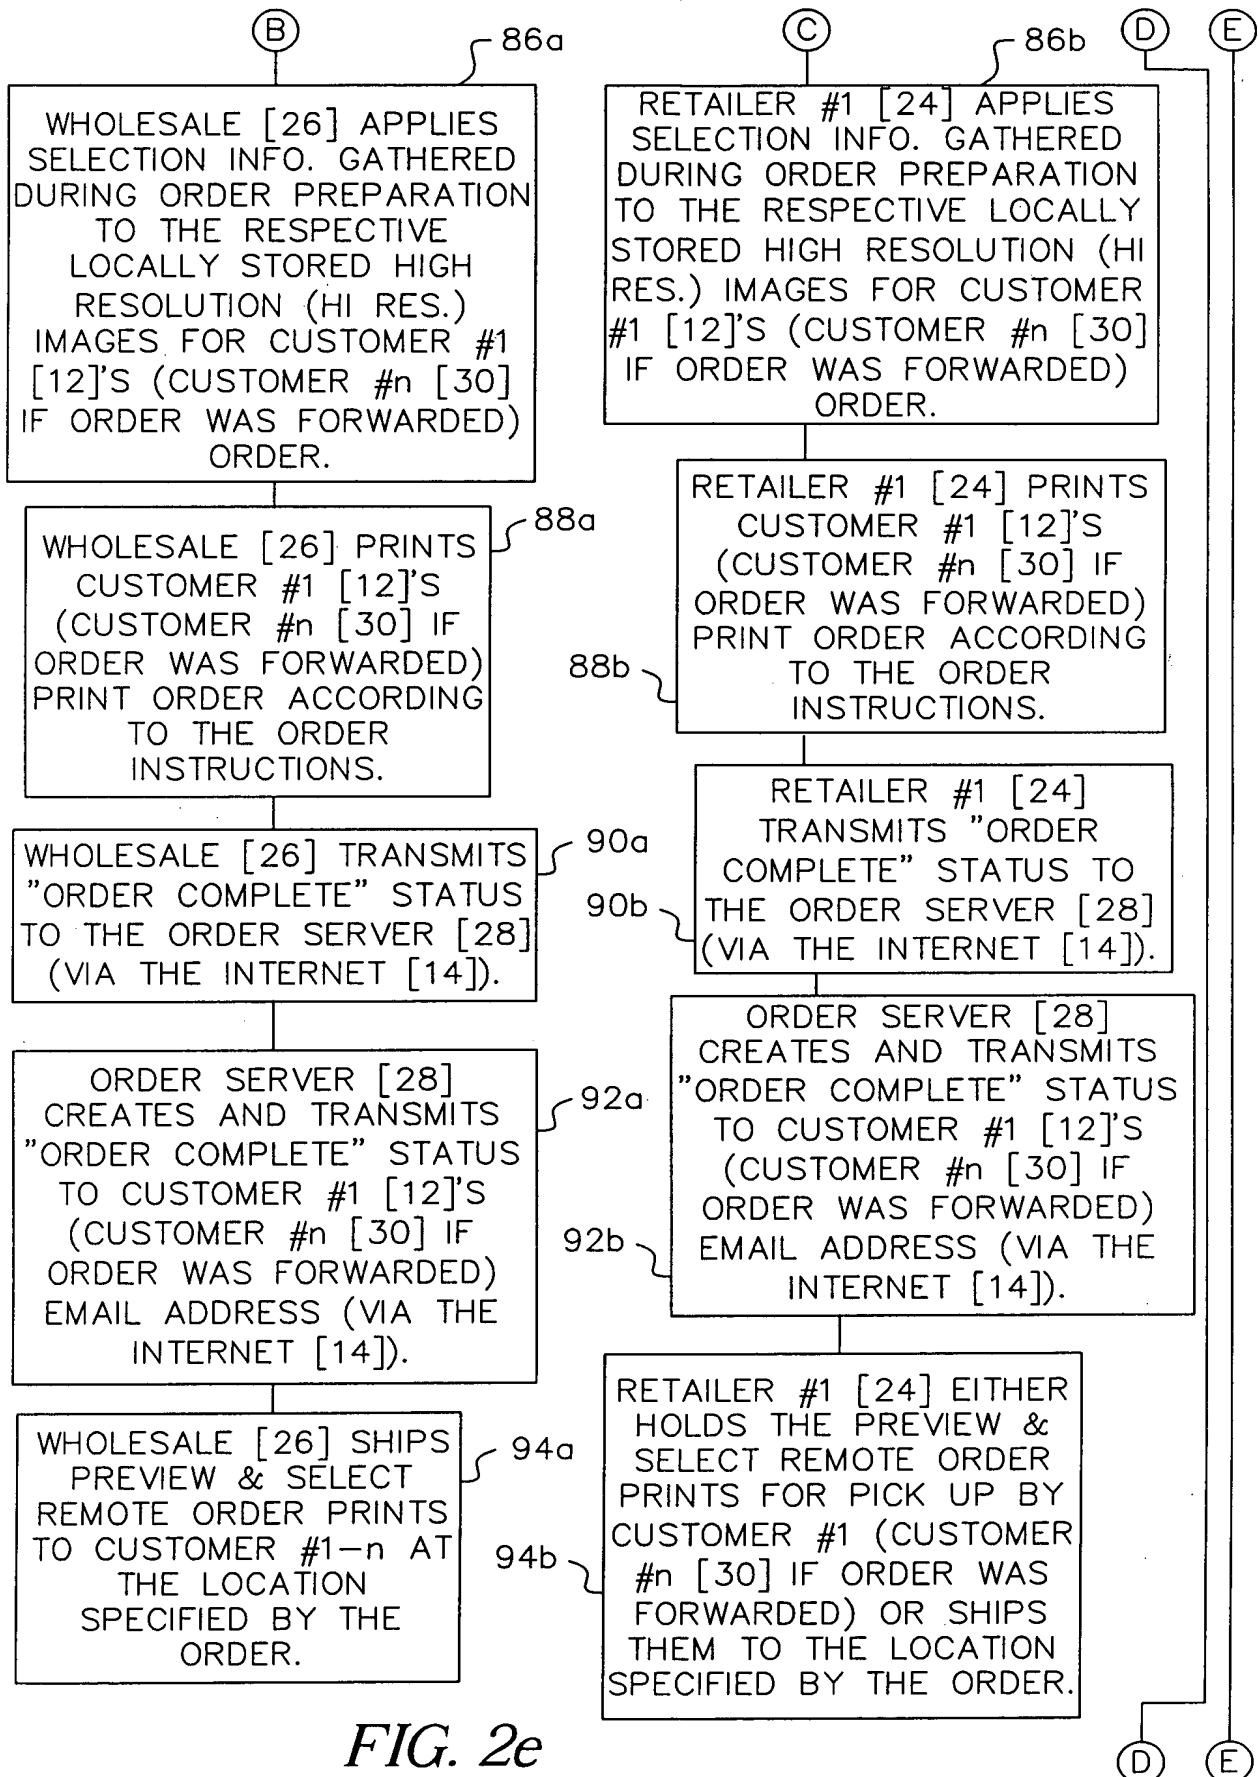 B
86a
WHOLESALE [26] APPLIES
SELECTION INFO. GATHERED
DURING ORDER PREPARATION
TO THE RESPECTIVE
LOCALLY STORED HIGH
RESOLUTION (HI RES.)
IMAGES FOR CUSTOMER #1
[12]'S (CUSTOMER #n [30]
IF ORDER WAS FORWARDED)
ORDER.
88a
WHOLESALE [26] PRINTS
CUSTOMER #1 [12]'S
(CUSTOMER #n [30] IF
ORDER WAS FORWARDED)
PRINT ORDER ACCORDING
TO THE ORDER
INSTRUCTIONS.
90a
WHOLESALE [26] TRANSMITS
"ORDER COMPLETE" STATUS
TO THE ORDER SERVER [28]
(VIA THE INTERNET [14]).
92a
ORDER SERVER [28]
CREATES AND TRANSMITS
"ORDER COMPLETE" STATUS
TO CUSTOMER #1 [12]'S
(CUSTOMER #n [30] IF
ORDER WAS FORWARDED)
EMAIL ADDRESS (VIA THE
INTERNET [14]).
94a
WHOLESALE [26] SHIPS
PREVIEW & SELECT
REMOTE ORDER PRINTS
TO CUSTOMER #1-n AT
THE LOCATION
SPECIFIED BY THE
ORDER.
C
86b
RETAILER #1 [24] APPLIES
SELECTION INFO. GATHERED
DURING ORDER PREPARATION
TO THE RESPECTIVE LOCALLY
STORED HIGH RESOLUTION (HI
RES.) IMAGES FOR CUSTOMER
#1 [12]'S (CUSTOMER #n [30]
IF ORDER WAS FORWARDED)
ORDER.
RETAILER #1 [24] PRINTS
CUSTOMER #1 [12]'S
(CUSTOMER #n [30] IF
ORDER WAS FORWARDED)
PRINT ORDER ACCORDING
TO THE ORDER
INSTRUCTIONS.
88b
RETAILER #1 [24]
TRANSMITS "ORDER
COMPLETE" STATUS TO
THE ORDER SERVER [28]
(VIA THE INTERNET [14]).
90b
ORDER SERVER [28]
CREATES AND TRANSMITS
"ORDER COMPLETE" STATUS
TO CUSTOMER #1 [12]'S
(CUSTOMER #n [30] IF
ORDER WAS FORWARDED)
EMAIL ADDRESS (VIA THE
INTERNET [14]).
92b
RETAILER #1 [24] EITHER
HOLDS THE PREVIEW &
SELECT REMOTE ORDER
PRINTS FOR PICK UP BY
CUSTOMER #1 (CUSTOMER
#n [30] IF ORDER WAS
FORWARDED) OR SHIPS
THEM TO THE LOCATION
SPECIFIED BY THE ORDER.
94b
D
E
D
E
FIG. 2e